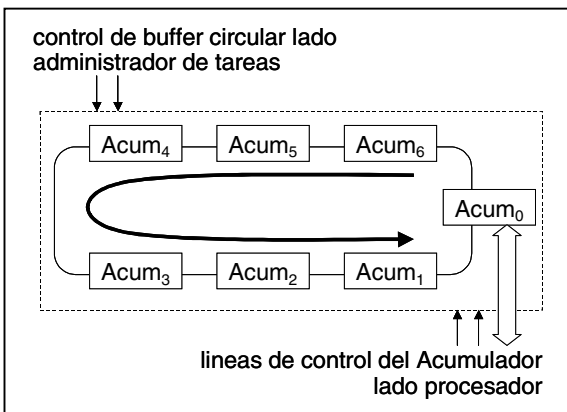 control de buffer circular lado
administrador de tareas
Acum₄
Acum₅
Acum₆
Acum₀
Acum₃
Acum₂
Acum₁
lineas de control del Acumulador
lado procesador